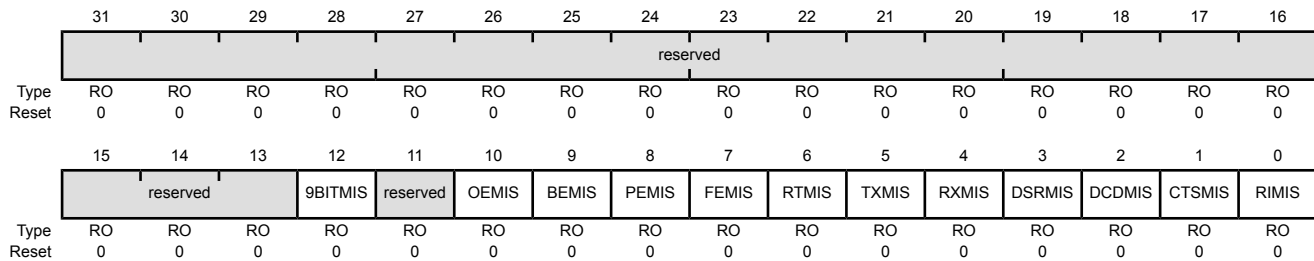 31 30 29 28 27 26 25 24 23 22 21 20 19 18 17 16
reserved
Type RO RO RO RO RO RO RO RO RO RO RO RO RO RO RO RO
Reset 0 0 0 0 0 0 0 0 0 0 0 0 0 0 0 0
15 14 13 12 11 10 9 8 7 6 5 4 3 2 1 0
reserved 9BITMIS reserved OEMIS BEMIS PEMIS FEMIS RTMIS TXMIS RXMIS DSRMIS DCDMIS CTSMIS RIMIS
Type RO RO RO RO RO RO RO RO RO RO RO RO RO RO RO RO
Reset 0 0 0 0 0 0 0 0 0 0 0 0 0 0 0 0